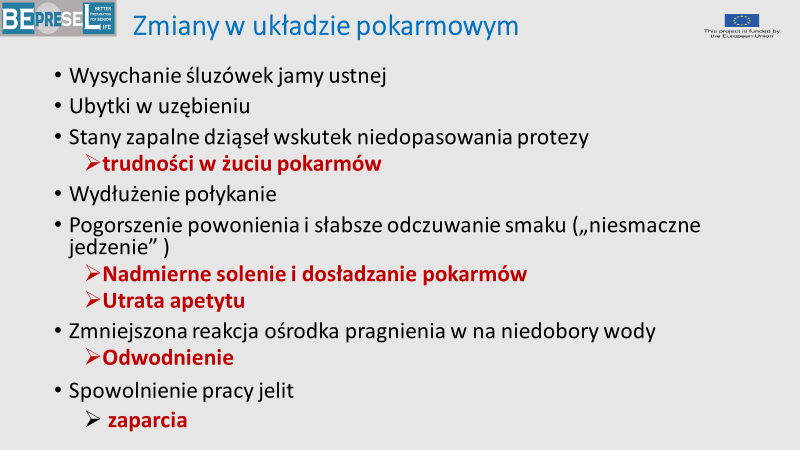 BEPRESEL BETTER PREPARATION FOR SENIOR LIFE
Zmiany w układzie pokarmowym
This project is funded by
the European Union
• Wysychanie śluzówek jamy ustnej
• Ubytki w uzębieniu
• Stany zapalne dziąseł wskutek niedopasowania protezy
➢trudności w żuciu pokarmów
• Wydłużenie połykanie
• Pogorszenie powonienia i słabsze odczuwanie smaku („niesmaczne
jedzenie” )
➢Nadmierne solenie i dosładzanie pokarmów
➢Utrata apetytu
• Zmniejszona reakcja ośrodka pragnienia w na niedobory wody
➢Odwodnienie
• Spowolnienie pracy jelit
➢ zaparcia